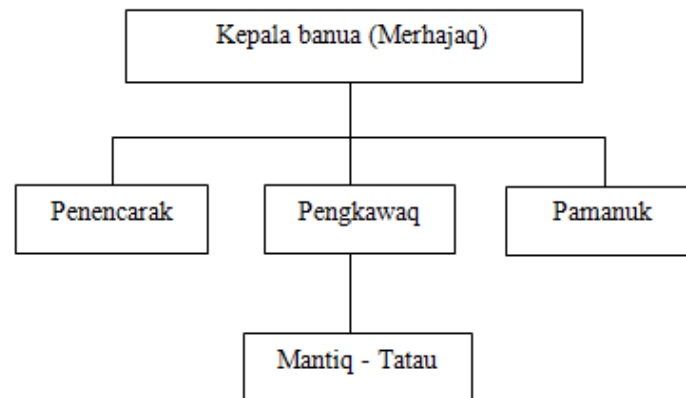 Kepala banua (Merhajaq)
Penencarak
Pengkawaq
Pamanuk
Mantiq - Tatau